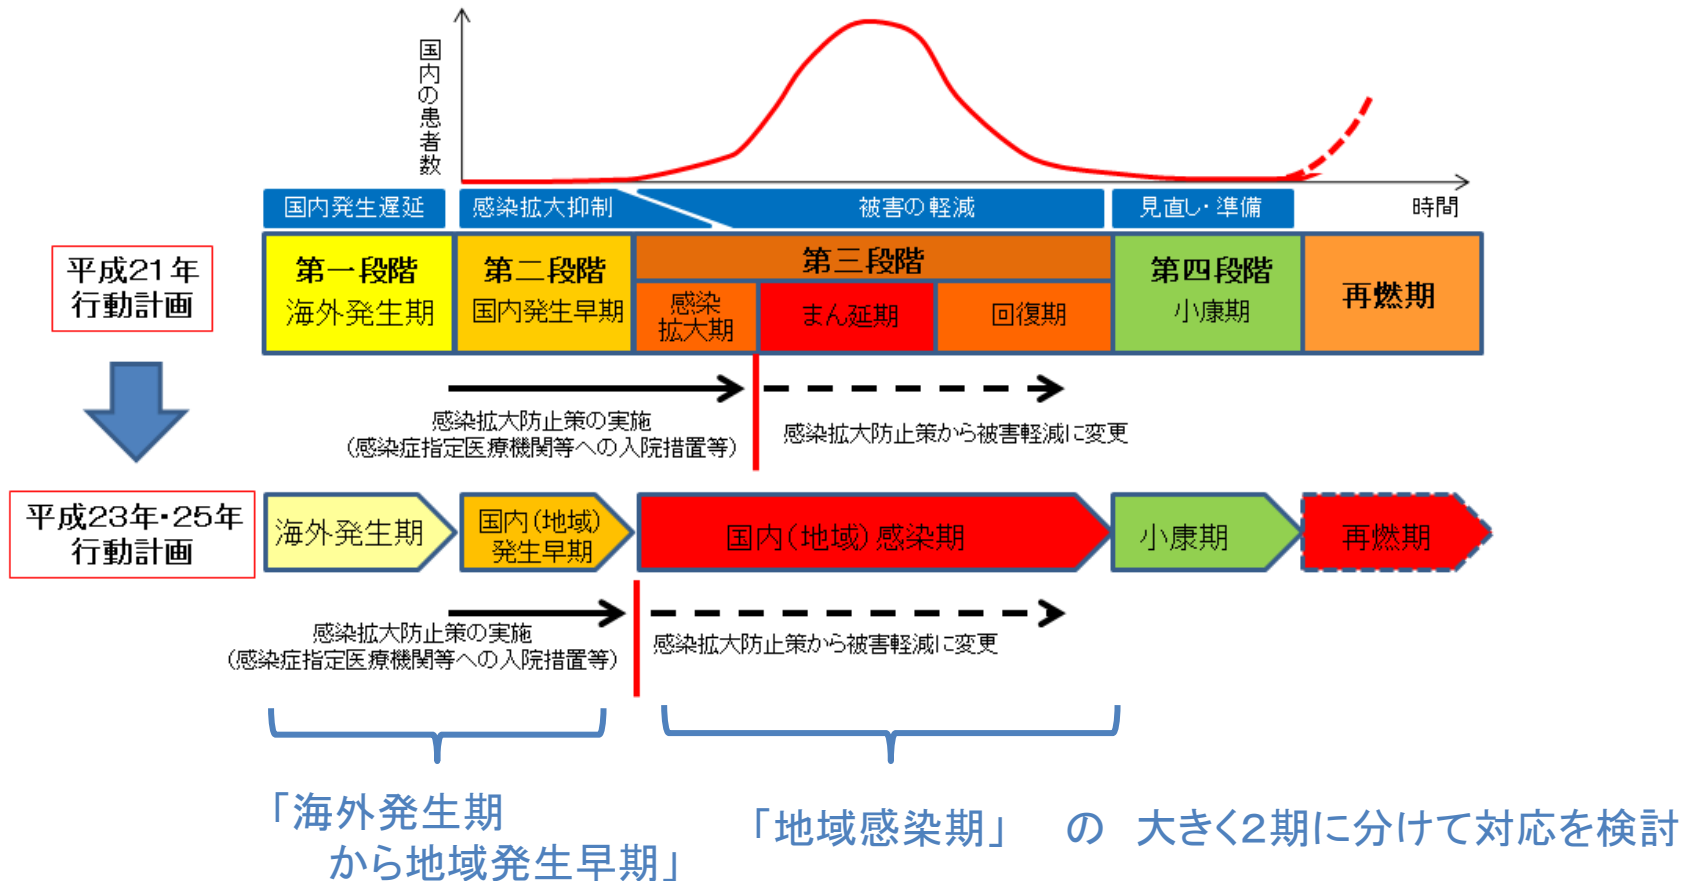 国内の患者数
国内発生遅延
感染拡大抑制
被害の軽減
見直し・準備
時間
平成21年
行動計画
第一段階
海外発生期
第二段階
国内発生早期
第三段階
感染
拡大期
まん延期
回復期
第四段階
小康期
再燃期
感染拡大防止策の実施
(感染症指定医療機関等への入院措置等)
感染拡大防止策から被害軽減に変更
平成23年・25年
行動計画
海外発生期
国内(地域)
発生早期
国内(地域)感染期
小康期
再燃期
感染拡大防止策の実施
(感染症指定医療機関等への入院措置等)
感染拡大防止策から被害軽減に変更
「海外発生期
から地域発生早期」
「地域感染期」 の 大きく2期に分けて対応を検討